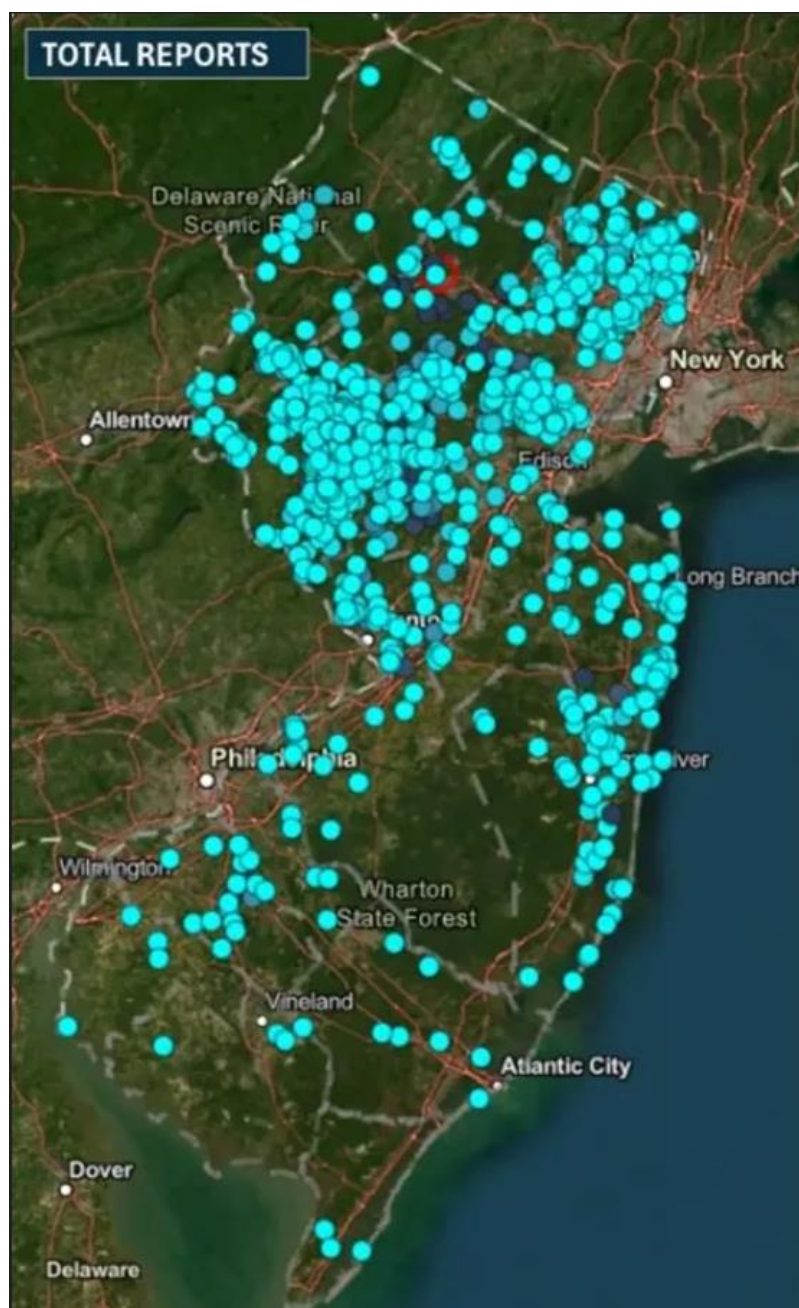 TOTAL REPORTS
Delaware National
Scenic River
New York
Allentown
Edison
Long Branch
Philadelphia
Wilmington
Wharton
State Forest
Vineland
Atlantic City
Dover
Delaware